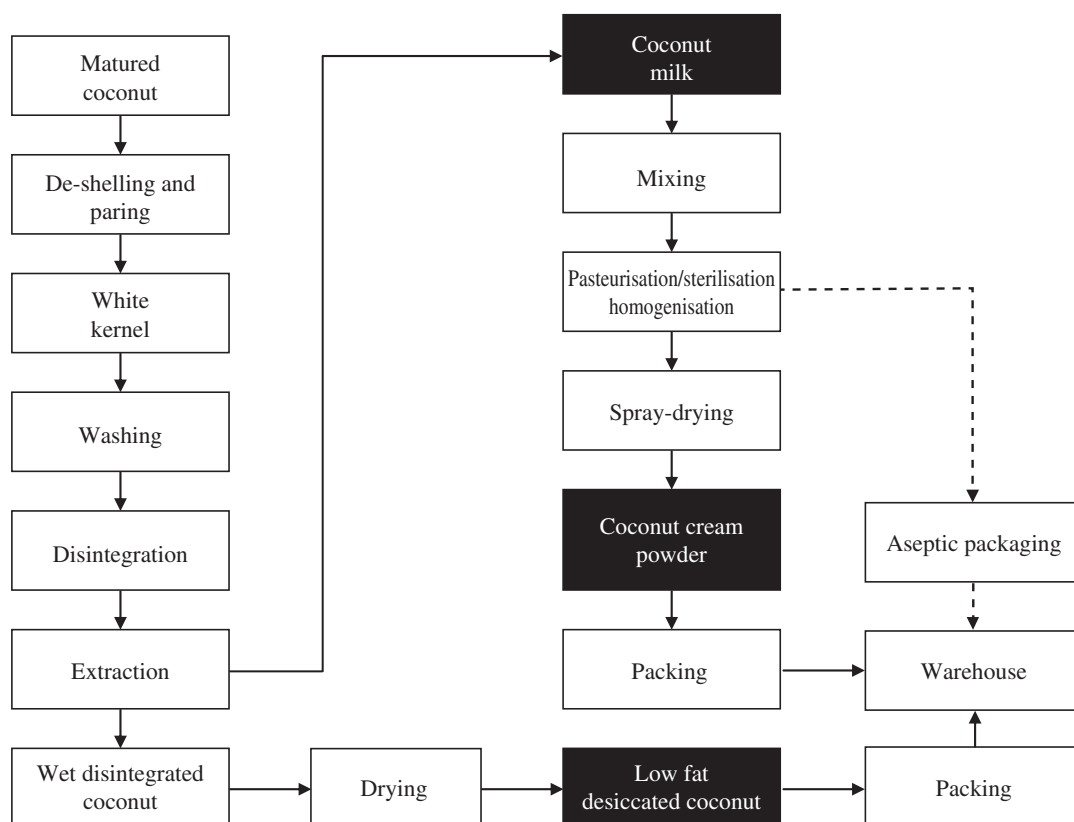 Matured
coconut
De-shelling and
paring
White
kernel
Washing
Disintegration
Extraction
Wet disintegrated
coconut
Drying
Coconut
milk
Mixing
Pasteurisation/sterilisation
homogenisation
Spray-drying
Coconut cream
powder
Packing
Low fat
desiccated coconut
Aseptic packaging
Warehouse
Packing